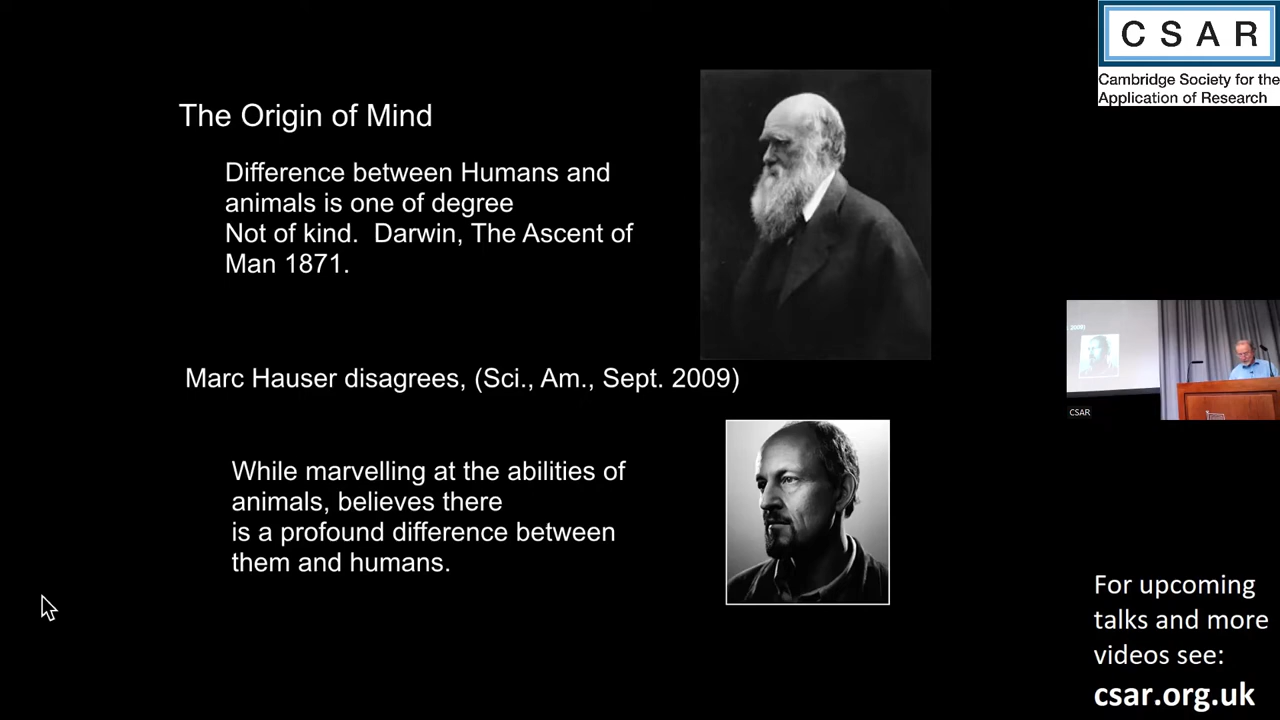 The Origin of Mind
Difference between Humans and
animals is one of degree
Not of kind. Darwin, The Ascent of
Man 1871.
Marc Hauser disagrees, (Sci., Am., Sept. 2009)
While marvelling at the abilities of
animals, believes there
is a profound difference between
them and humans.
C S A R
Cambridge Society for the
Application of Research
2009)
CSAR
For upcoming
talks and more
videos see:
csar.org.uk